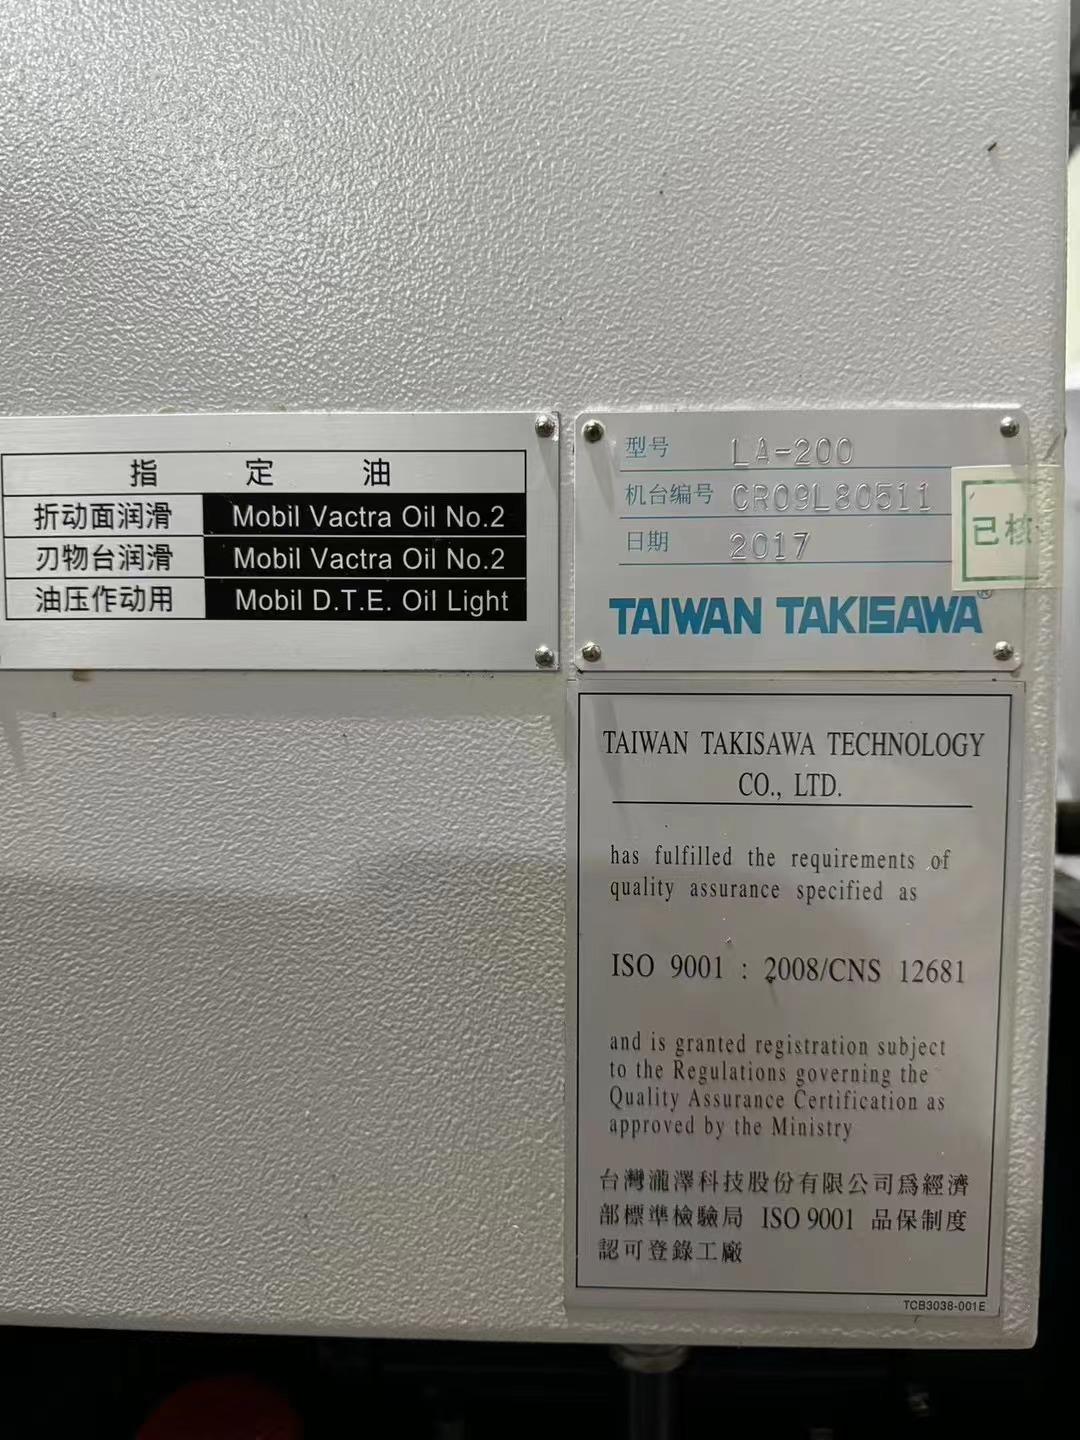 指 定 油
折动面润滑 Mobil Vactra Oil No.2
刃物台润滑 Mobil Vactra Oil No.2
油压作动用 Mobil D.T.E. Oil Light
型号 LA-200
机台编号 CR09L80511
日期 2017
已核
TAIWAN TAKISAWA®
TAIWAN TAKISAWA TECHNOLOGY
CO., LTD.
has fulfilled the requirements of
quality assurance specified as
ISO 9001 : 2008/CNS 12681
and is granted registration subject
to the Regulations governing the
Quality Assurance Certification as
approved by the Ministry
台灣瀧澤科技股份有限公司爲經濟
部標準檢驗局 ISO 9001 品保制度
認可登錄工廠
TCB3038-001E